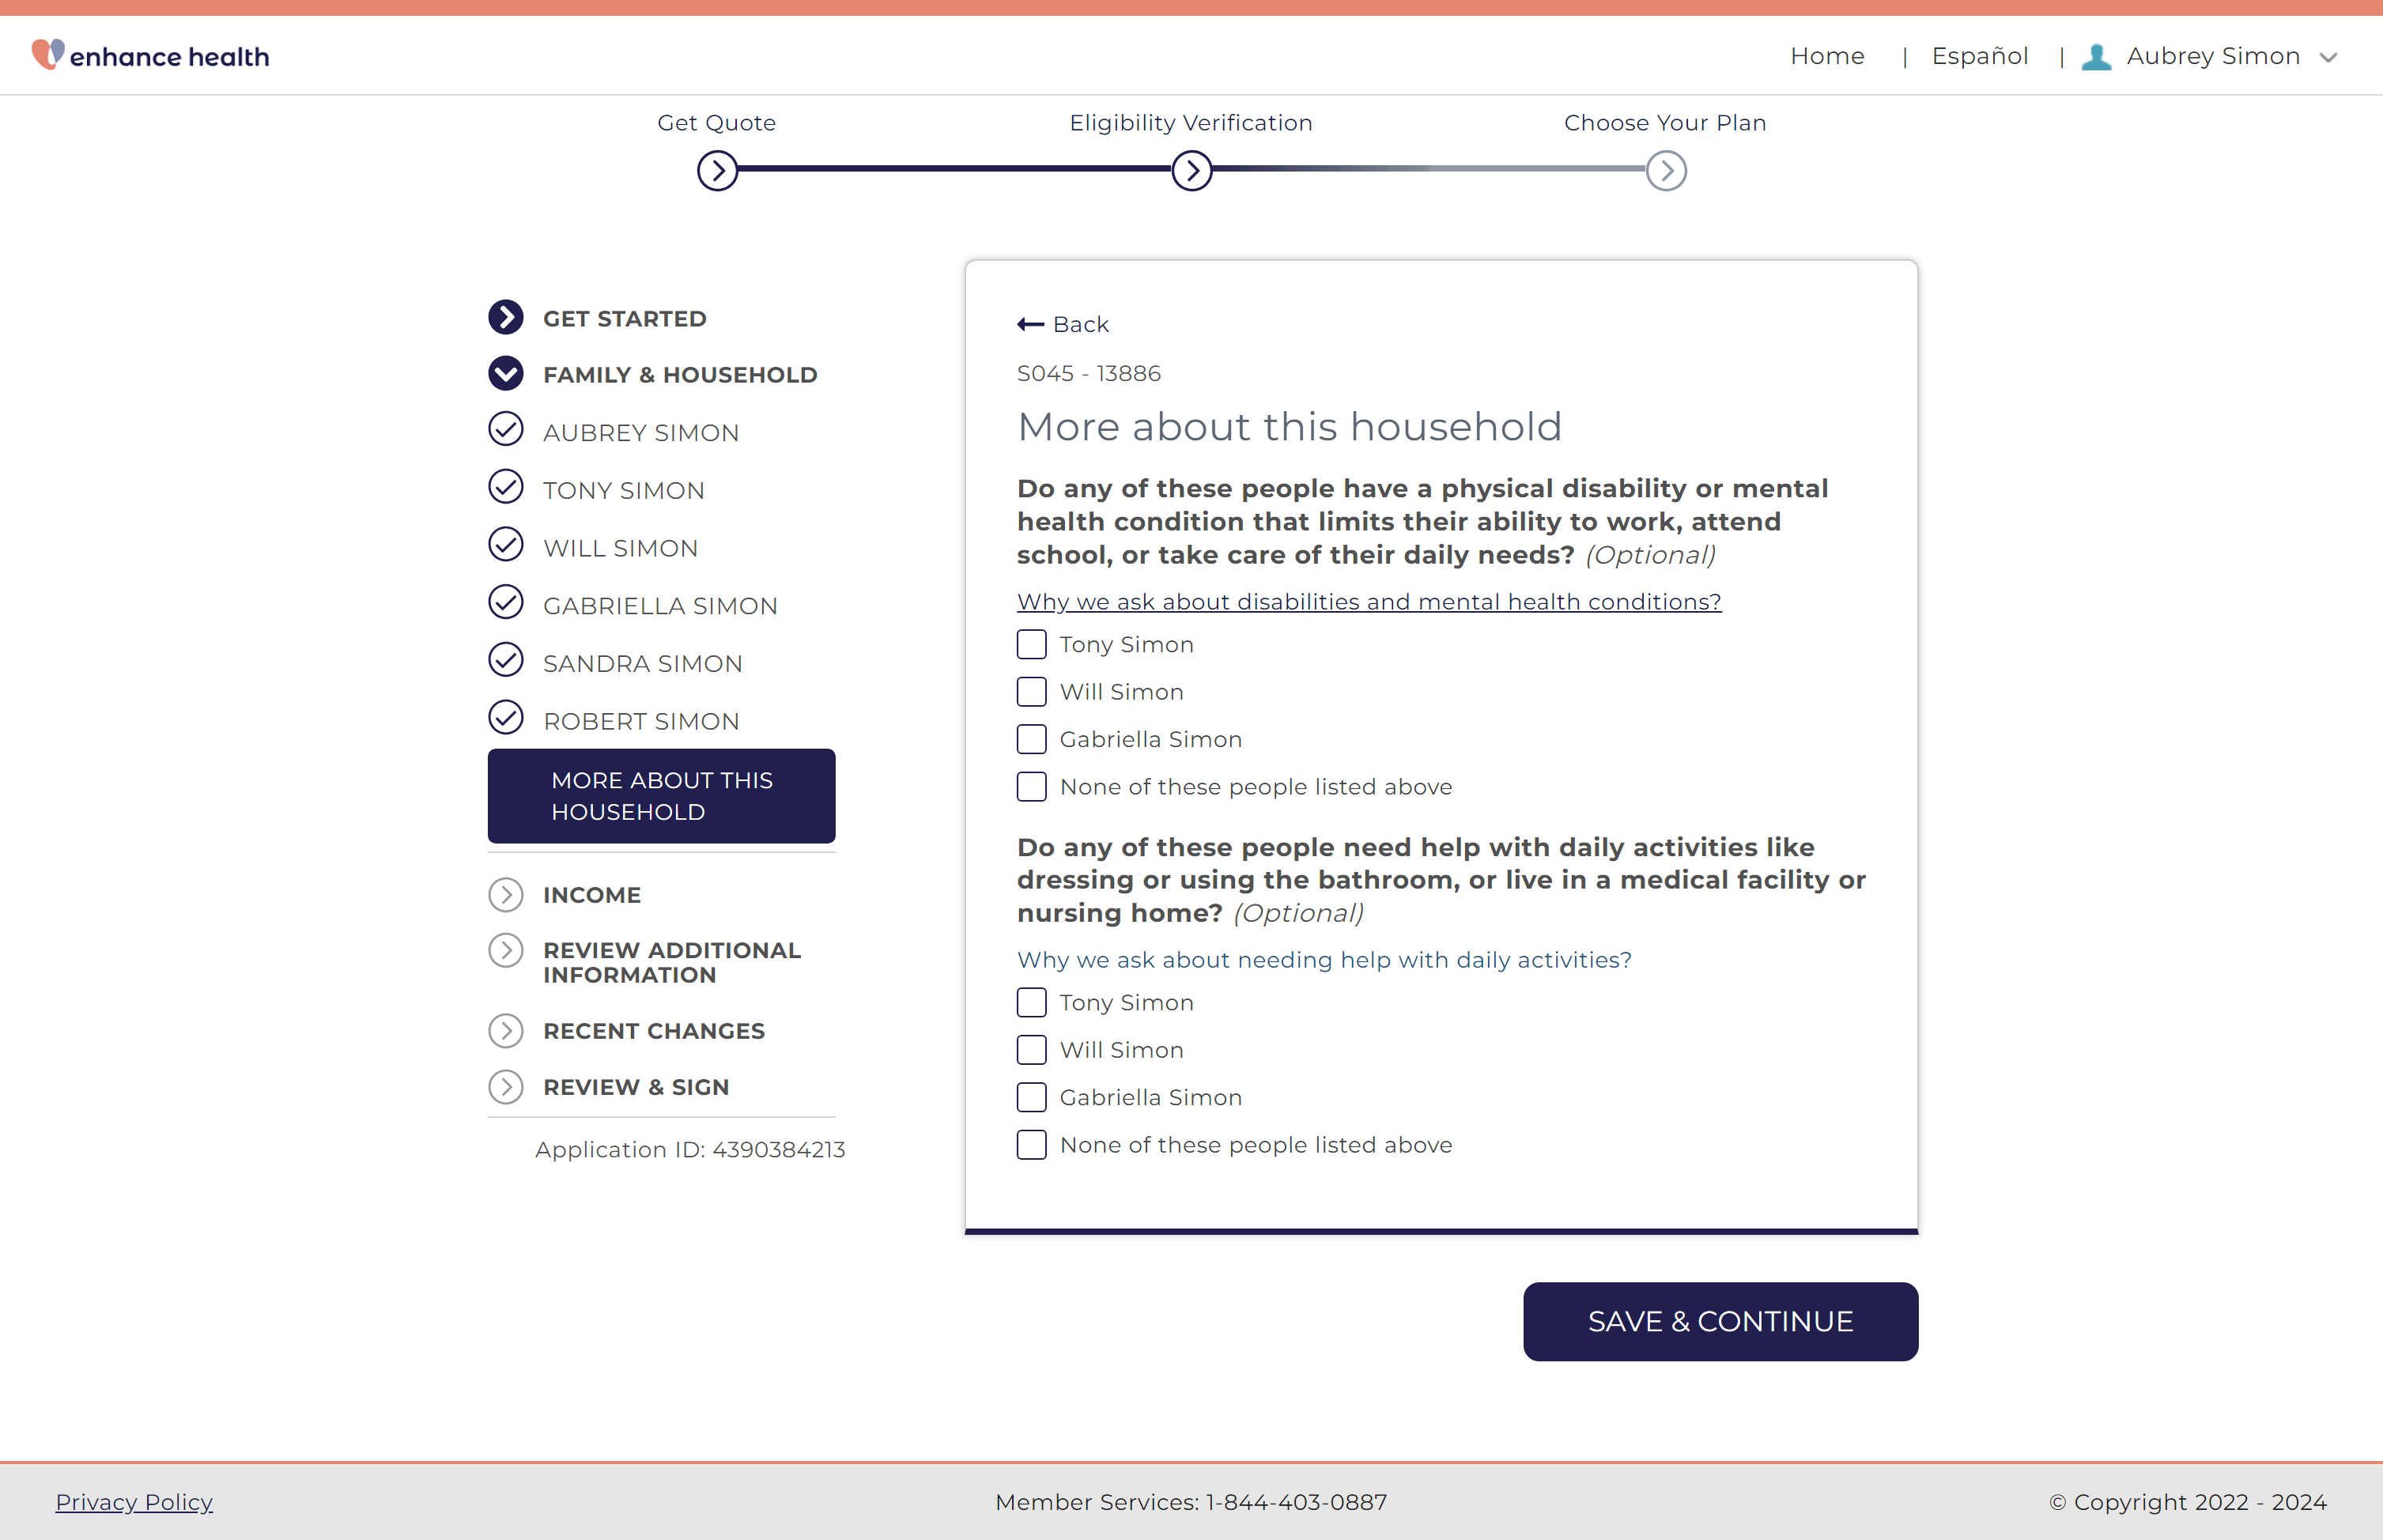 enhance health
Home | Español | Aubrey Simon
Get Quote
Eligibility Verification
Choose Your Plan
GET STARTED
FAMILY & HOUSEHOLD
AUBREY SIMON
TONY SIMON
WILL SIMON
GABRIELLA SIMON
SANDRA SIMON
ROBERT SIMON
MORE ABOUT THIS
HOUSEHOLD
INCOME
REVIEW ADDITIONAL
INFORMATION
RECENT CHANGES
REVIEW & SIGN
Application ID: 4390384213
Back
S045 - 13886
More about this household
Do any of these people have a physical disability or mental
health condition that limits their ability to work, attend
school, or take care of their daily needs? (Optional)
Why we ask about disabilities and mental health conditions?
Tony Simon
Will Simon
Gabriella Simon
None of these people listed above
Do any of these people need help with daily activities like
dressing or using the bathroom, or live in a medical facility or
nursing home? (Optional)
Why we ask about needing help with daily activities?
Tony Simon
Will Simon
Gabriella Simon
None of these people listed above
SAVE & CONTINUE
Privacy Policy
Member Services: 1-844-403-0887
© Copyright 2022 - 2024